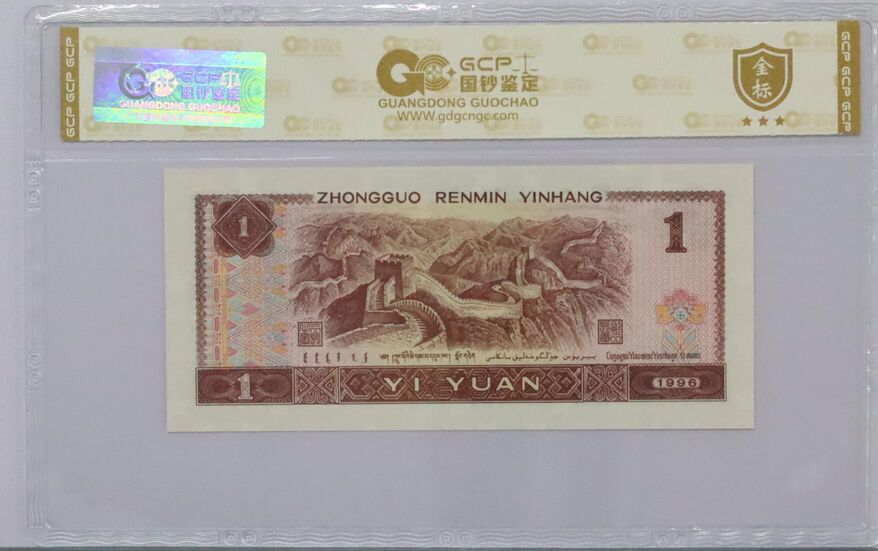 GCP GCP GCP
GCP
国钞鉴定
GUANGDONG GUOCHAO
GCP
国钞鉴定
GUANGDONG GUOCHAO
www.gdgcngc.com
金标
GCP GCP GCP
ZHONGGUO RENMIN YINHANG
1
1
1
YI YUAN
1996